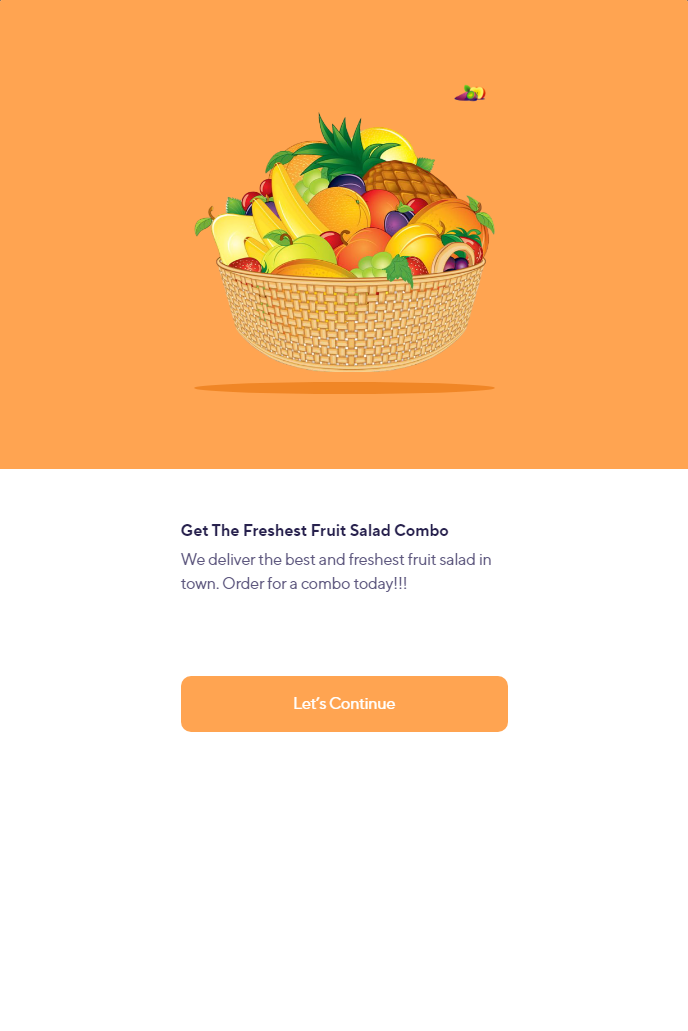 Get The Freshest Fruit Salad Combo
We deliver the best and freshest fruit salad in
town. Order for a combo today!!!
Let’s Continue